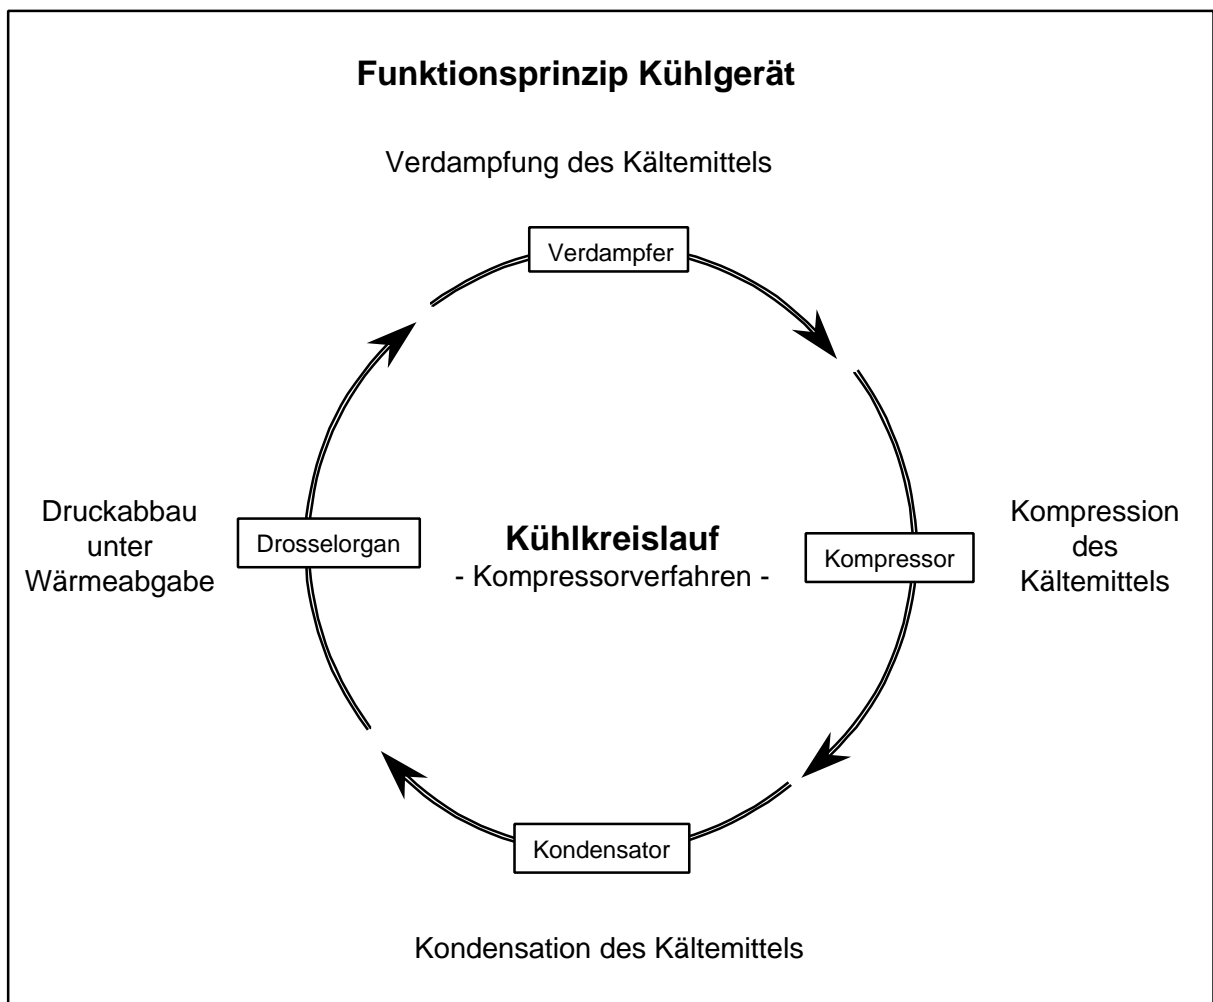 Funktionsprinzip Kühlgerät
Verdampfung des Kältemittels
Verdampfer
Druckabbau
unter
Wärmeabgabe
Drosselorgan
Kühlkreislauf
- Kompressorverfahren -
Kompressor
Kompression
des
Kältemittels
Kondensator
Kondensation des Kältemittels